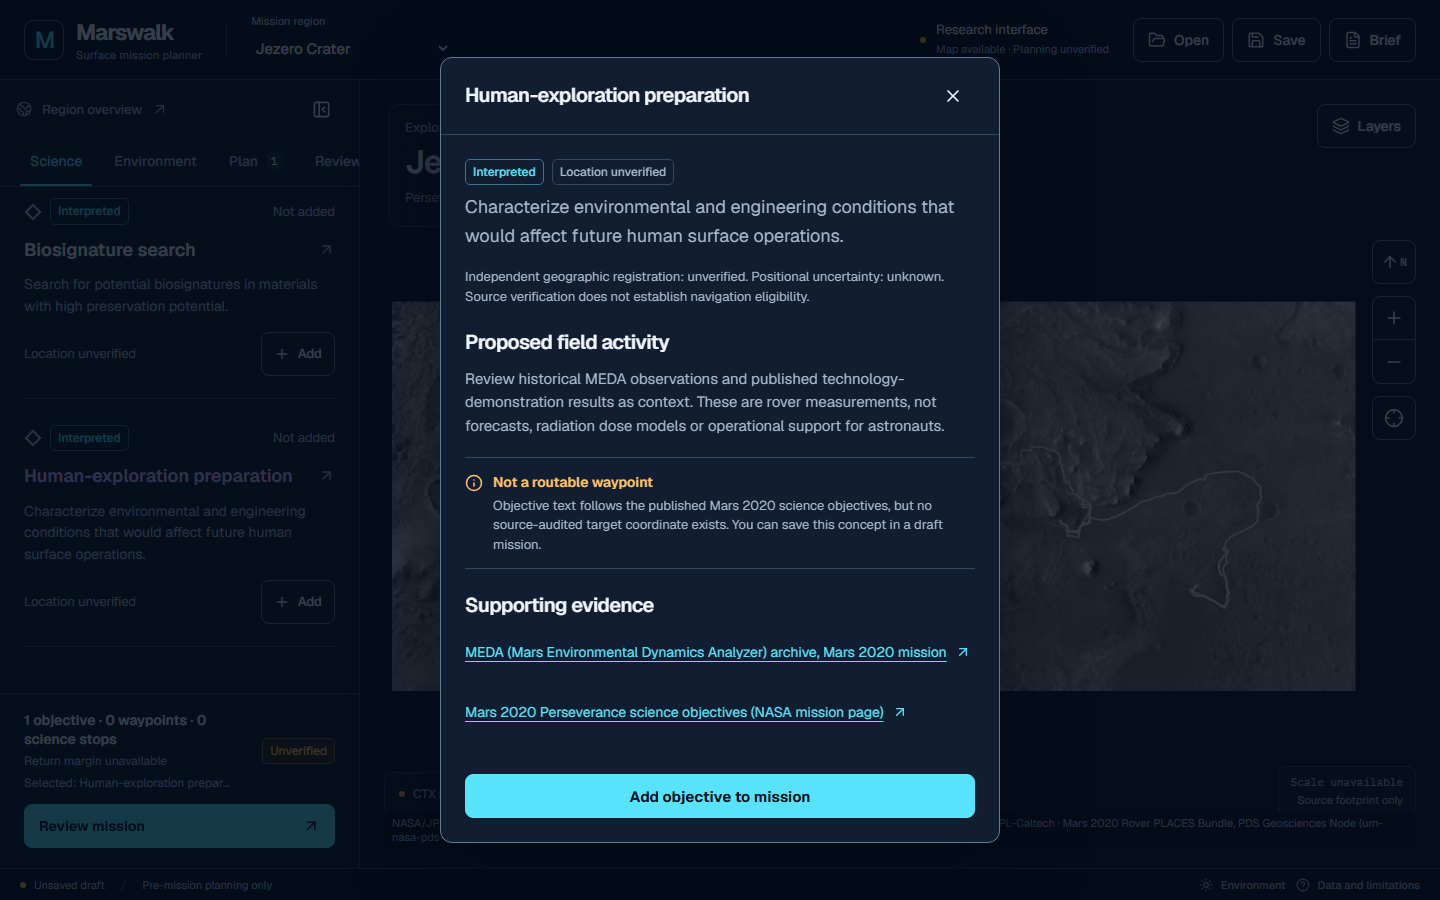 M
Marswalk
Surface mission planner
Mission region
Jezero Crater
Research interface
Map available · Planning unverified
Open
Save
Brief
Region overview
Science
Environment
Plan 1
Review
Interpreted
Not added
Biosignature search
Search for potential biosignatures in materials
with high preservation potential.
Location unverified
+ Add
Interpreted
Not added
Human-exploration preparation
Characterize environmental and engineering
conditions that would affect future human
surface operations.
Location unverified
+ Add
1 objective · 0 waypoints · 0
science stops
Return margin unavailable
Selected: Human-exploration prepar...
Unverified
Review mission
Unsaved draft / Pre-mission planning only
Human-exploration preparation
Interpreted
Location unverified
Characterize environmental and engineering conditions that
would affect future human surface operations.
Independent geographic registration: unverified. Positional uncertainty: unknown.
Source verification does not establish navigation eligibility.
Proposed field activity
Review historical MEDA observations and published technology-
demonstration results as context. These are rover measurements, not
forecasts, radiation dose models or operational support for astronauts.
Not a routable waypoint
Objective text follows the published Mars 2020 science objectives, but no
source-audited target coordinate exists. You can save this concept in a draft
mission.
Supporting evidence
MEDA (Mars Environmental Dynamics Analyzer) archive, Mars 2020 mission
Mars 2020 Perseverance science objectives (NASA mission page)
Add objective to mission
Explo
Je
Perse
Layers
N
CTX
Scale unavailable
Source footprint only
NASA/JP
PL-Caltech · Mars 2020 Rover PLACES Bundle, PDS Geosciences Node (urn-
nasa-pds
Environment
Data and limitations